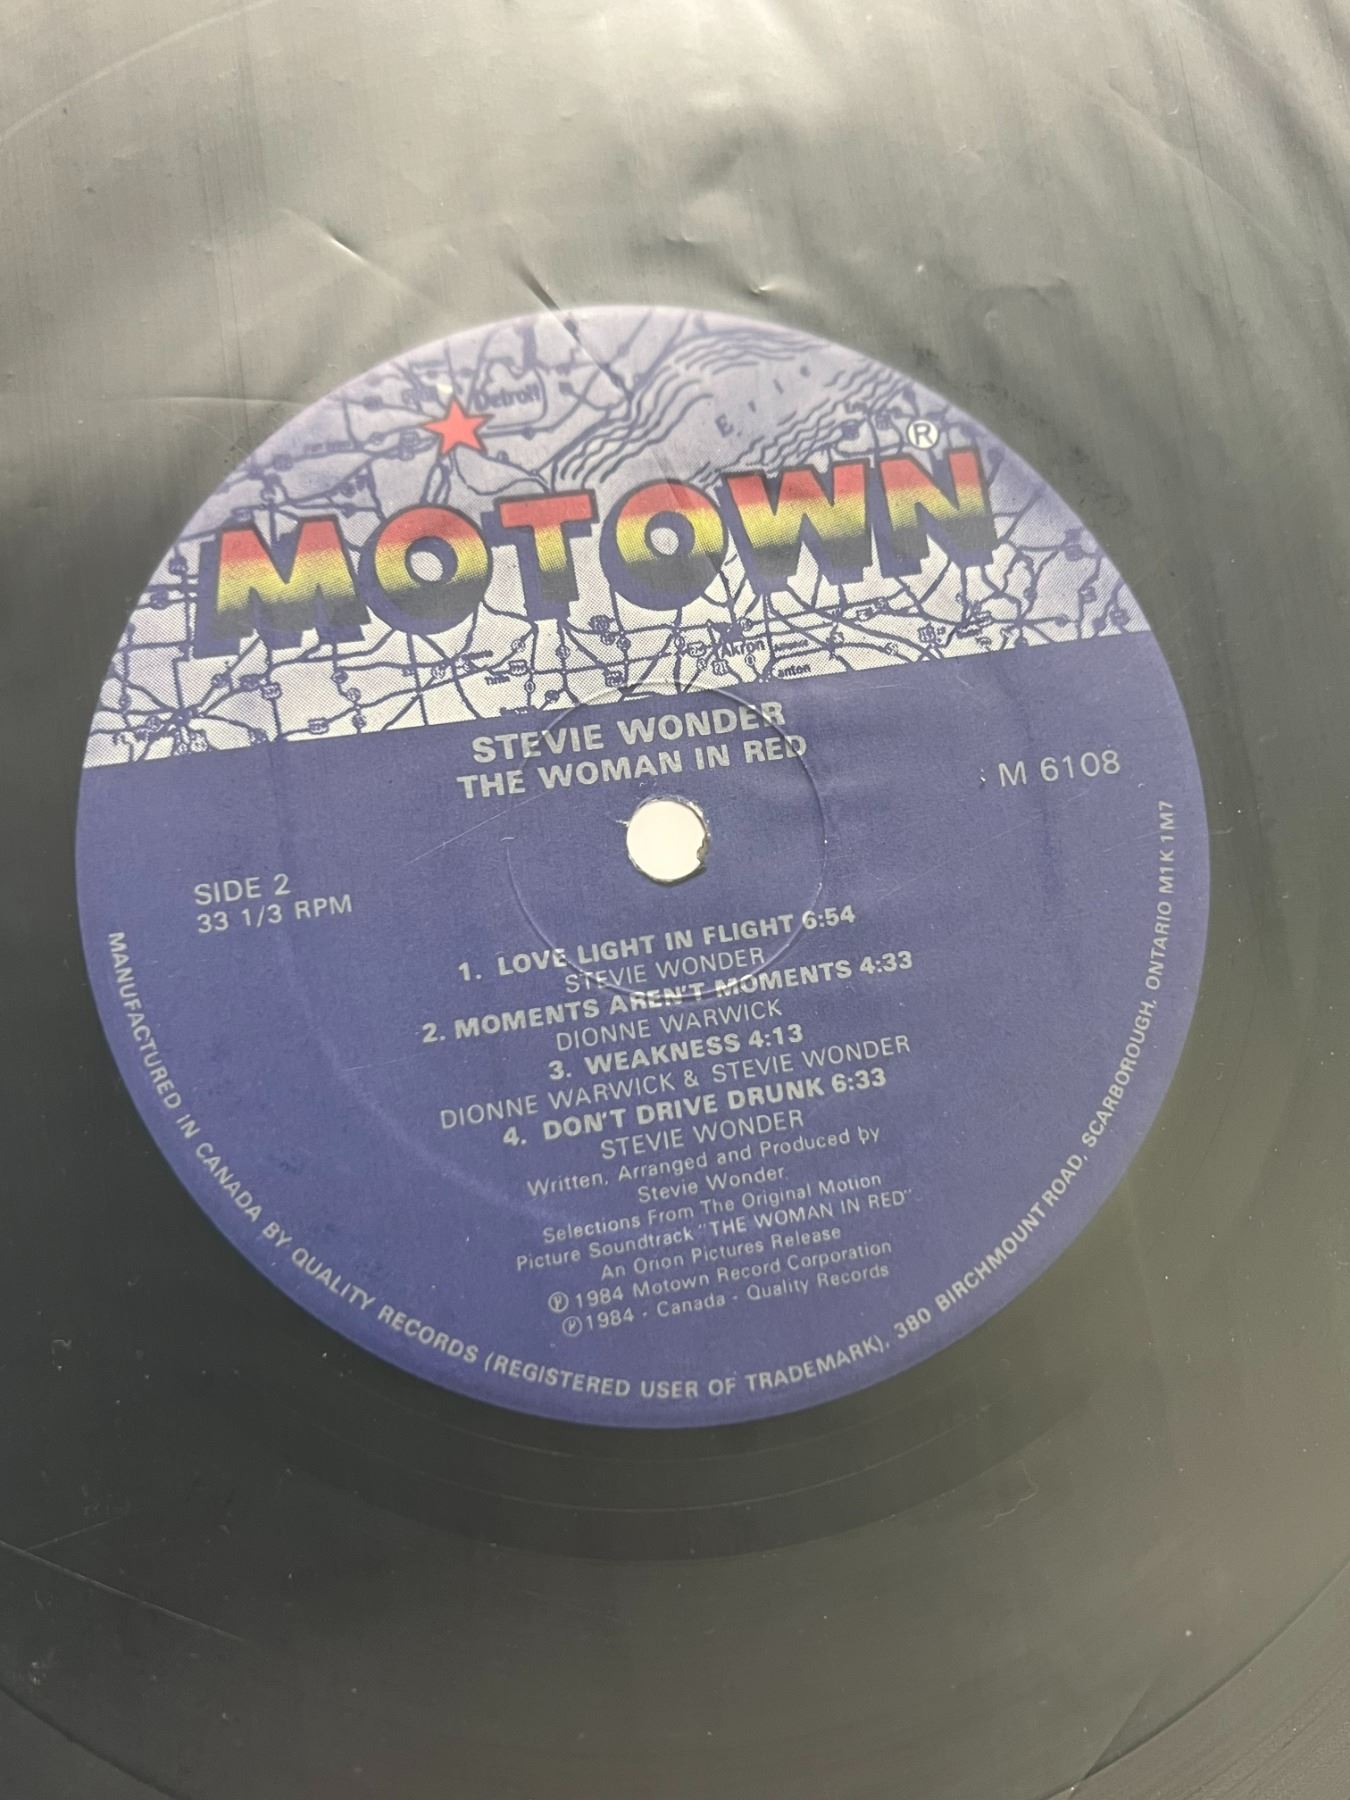 Detroit
Erie
®
MOTOWN
Akron
anton
STEVIE WONDER
THE WOMAN IN RED
M 6108
SIDE 2
33 1/3 RPM
1. LOVE LIGHT IN FLIGHT 6:54
STEVIE WONDER
2. MOMENTS AREN'T MOMENTS 4:33
DIONNE WARWICK
3. WEAKNESS 4:13
DIONNE WARWICK & STEVIE WONDER
4. DON'T DRIVE DRUNK 6:33
STEVIE WONDER
Written, Arranged and Produced by
Stevie Wonder.
Selections From The Original Motion
Picture Soundtrack "THE WOMAN IN RED"
An Orion Pictures Release
℗ 1984 Motown Record Corporation
℗ 1984 - Canada - Quality Records
MANUFACTURED IN CANADA BY QUALITY RECORDS (REGISTERED USER OF TRADEMARK), 380 BIRCHMOUNT ROAD, SCARBOROUGH, ONTARIO M1K 1M7